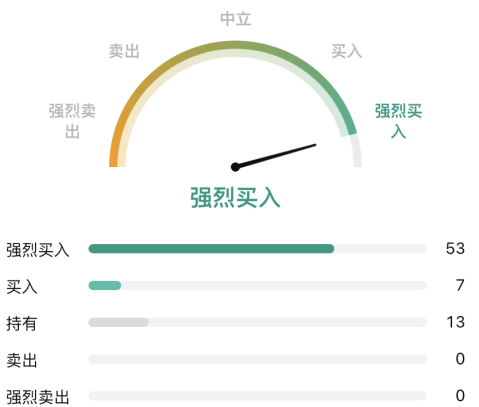 中立
卖出
买入
强烈卖
出
强烈买
入
强烈买入
强烈买入 53
买入 7
持有 13
卖出 0
强烈卖出 0